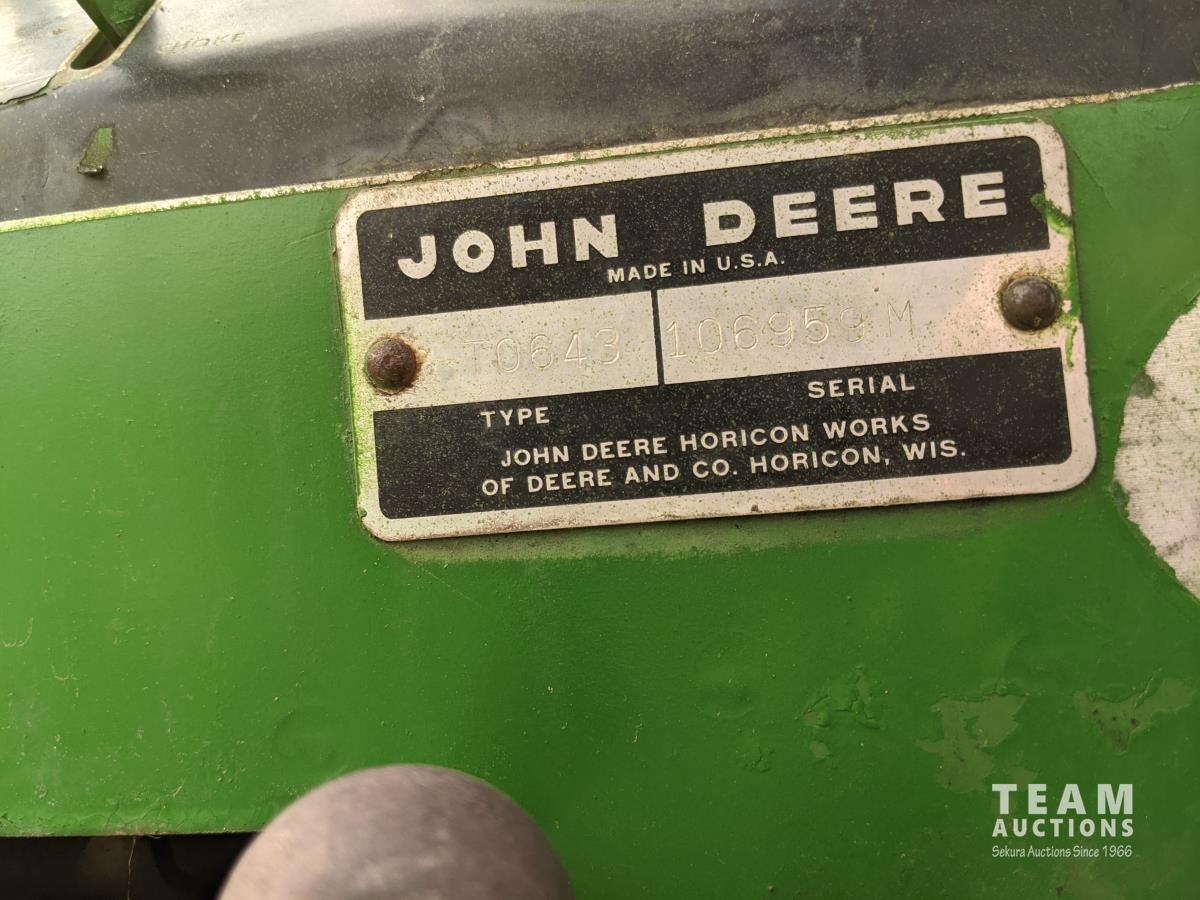 CHOKE
JOHN DEERE
MADE IN U.S.A.
T0643 106959 M
TYPE SERIAL
JOHN DEERE HORICON WORKS
OF DEERE AND CO. HORICON, WIS.
TEAM
AUCTIONS
Sekura Auctions Since 1966